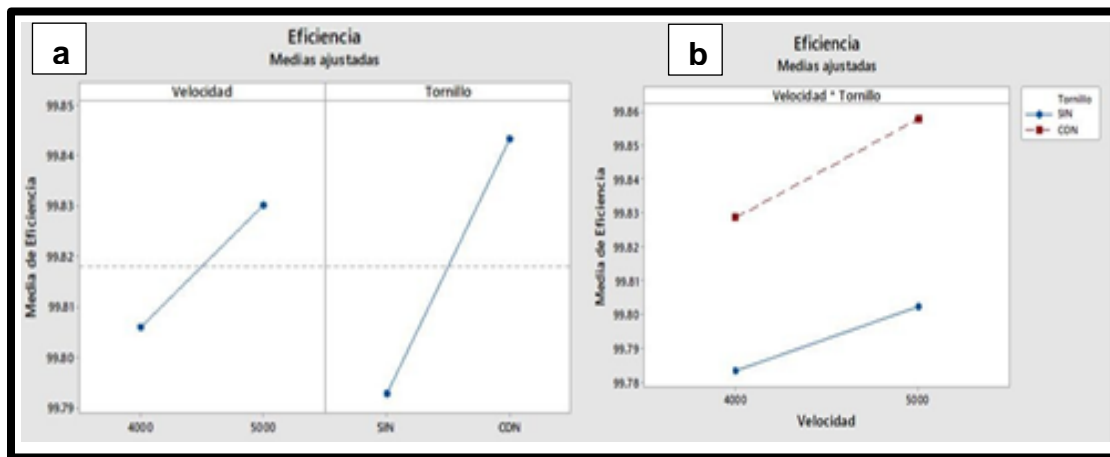 a
Eficiencia
Medias ajustadas
Velocidad
Tornillo
Media de Eficiencia
99.85
99.84
99.83
99.82
99.81
99.80
99.79
4000
5000
SIN
CON
b
Eficiencia
Medias ajustadas
Velocidad * Tornillo
Media de Eficiencia
99.86
99.85
99.84
99.83
99.82
99.81
99.80
99.79
99.78
4000
5000
Velocidad
Tornillo
SIN
CON